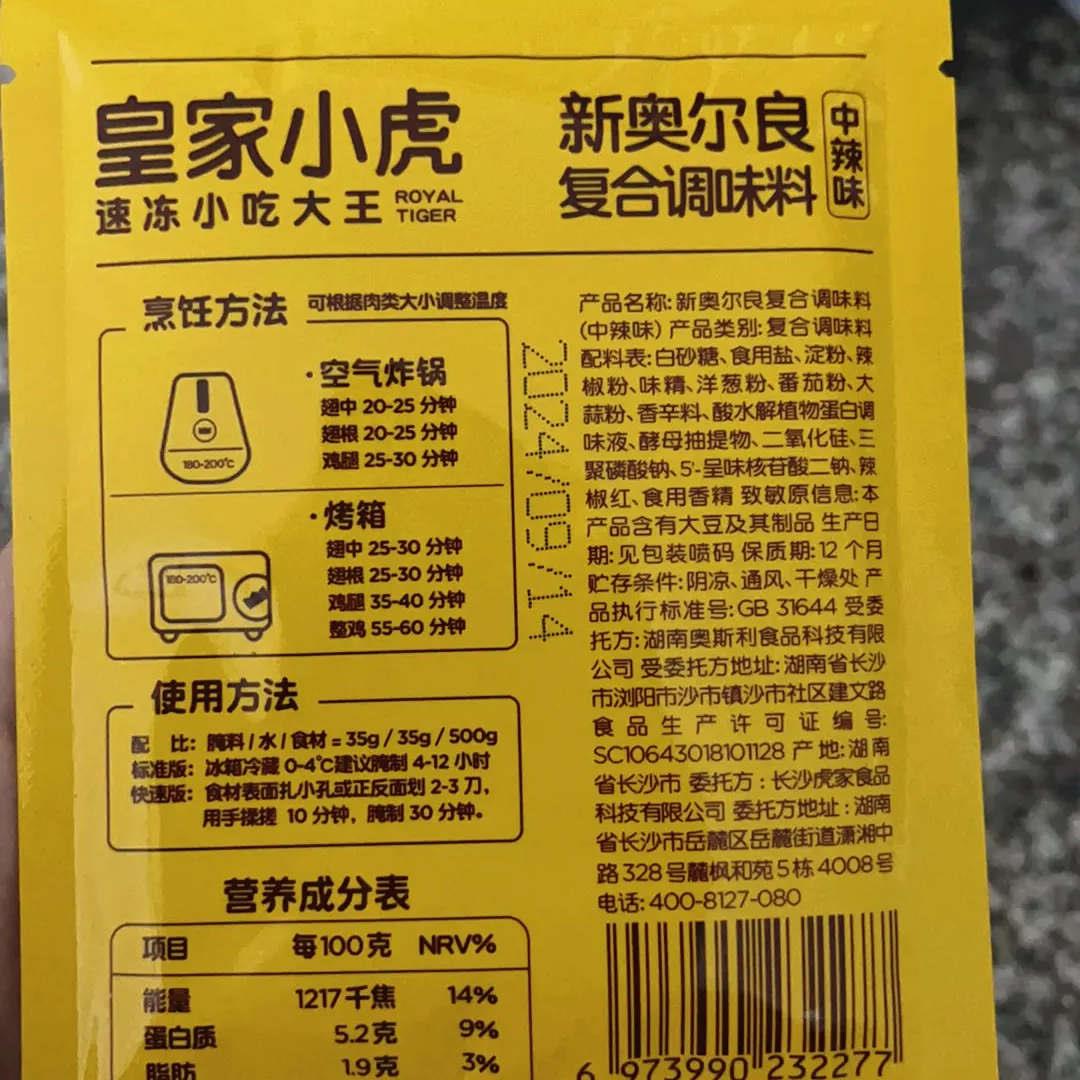 皇家小虎
速冻小吃大王 ROYAL TIGER
新奥尔良
复合调味料
中辣味
烹饪方法 可根据肉类大小调整温度
·空气炸锅
翅中 20-25 分钟
翅根 20-25 分钟
鸡腿 25-30 分钟
180-200℃
·烤箱
翅中 25-30 分钟
翅根 25-30 分钟
鸡腿 35-40 分钟
整鸡 55-60 分钟
180-200℃
2024/09/14
使用方法
配 比：腌料/水/食材=35g/35g/500g
标准版：冰箱冷藏 0-4℃建议腌制 4-12 小时
快速版：食材表面扎小孔或正反面划 2-3 刀，
用手揉搓 10 分钟，腌制 30 分钟。
营养成分表
项目 每100克 NRV%
能量 1217千焦 14%
蛋白质 5.2克 9%
脂肪 1.9克 3%
产品名称：新奥尔良复合调味料
(中辣味) 产品类别：复合调味料
配料表：白砂糖、食用盐、淀粉、辣
椒粉、味精、洋葱粉、番茄粉、大
蒜粉、香辛料、酸水解植物蛋白调
味液、酵母抽提物、二氧化硅、三
聚磷酸钠、5'-呈味核苷酸二钠、辣
椒红、食用香精 致敏原信息：本
产品含有大豆及其制品 生产日
期：见包装喷码 保质期：12 个月
贮存条件：阴凉、通风、干燥处 产
品执行标准号：GB 31644 受委
托方：湖南奥斯利食品科技有限
公司 受委托方地址：湖南省长沙
市浏阳市沙市镇沙市社区建文路
食品生产许可证编号：
SC10643018101128 产地：湖南
省长沙市 委托方：长沙虎家食品
科技有限公司 委托方地址：湖南
省长沙市岳麓区岳麓街道潇湘中
路 328 号麓枫和苑 5 栋 4008 号
电话：400-8127-080
6 973990 232277